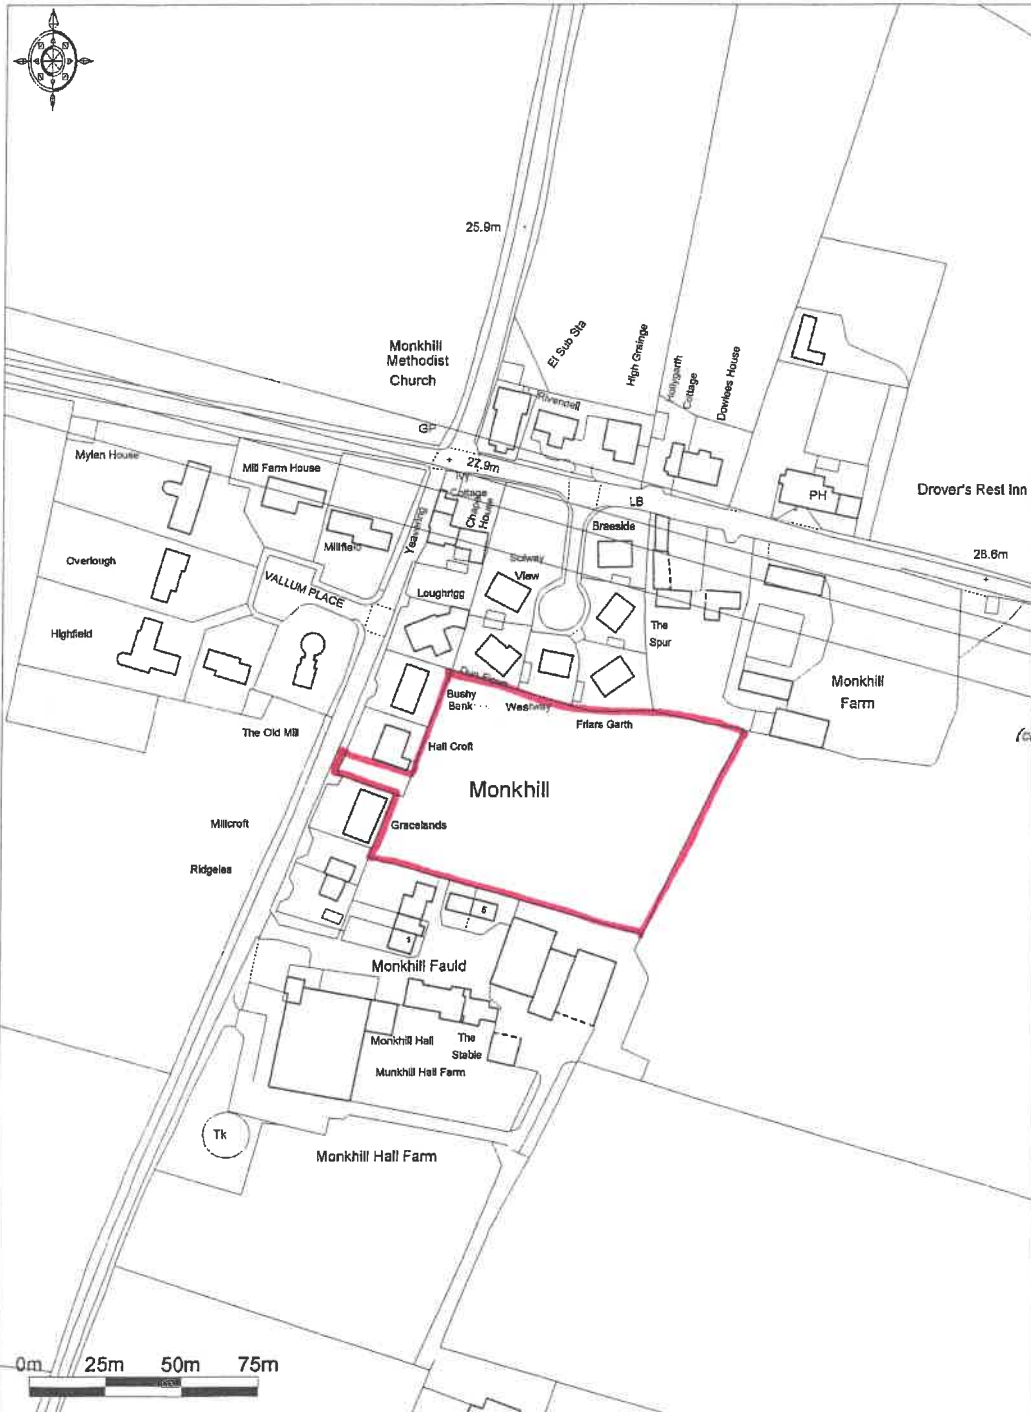 25.9m
El Sub Sta
High Grainge
Hollygarth
Cottage
Dowlees House
Monkhill
Methodist
Church
Rivendell
GP
27.9m
Mylen House
Mill Farm House
Ivy
Cottage
Chapel
House
LB
PH
Drover's Rest Inn
Yeavering
Braeside
Millfield
28.6m
Overlough
Solway
View
VALLUM PLACE
Loughrigg
Highfield
The
Spur
Monkhill
Farm
Bushy
Bank
Westway
Friars Garth
The Old Mill
Hall Croft
Monkhill
Millcroft
Gracelands
Ridgeles
6
1
Monkhill Fauld
Monkhill Hall
The
Stable
Munkhill Hall Farm
Tk
Monkhill Hall Farm
0m
25m
50m
75m